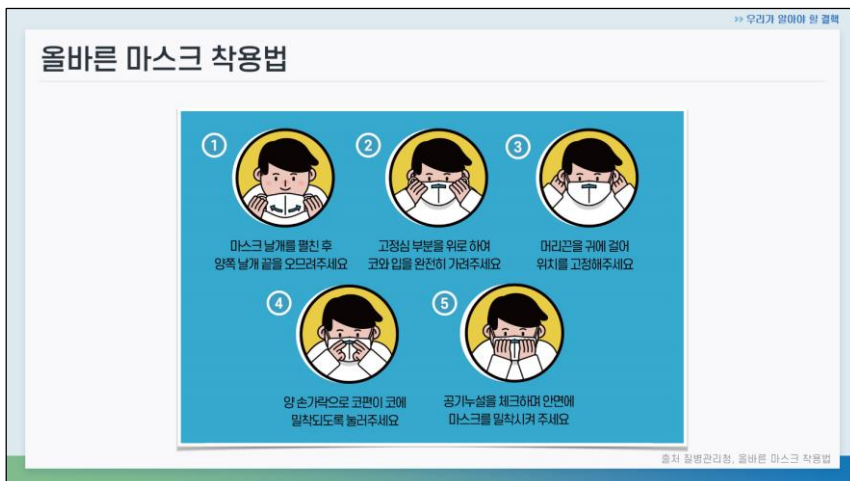 >> 우리가 알아야 할 결핵
올바른 마스크 착용법
1
마스크 날개를 펼친 후
양쪽 날개 끝을 오므려주세요
2
고정심 부분을 위로 하여
코와 입을 완전히 가려주세요
3
머리끈을 귀에 걸어
위치를 고정해주세요
4
양 손가락으로 코편이 코에
밀착되도록 눌러주세요
5
공기누설을 체크하며 안면에
마스크를 밀착시켜 주세요
출처 질병관리청, 올바른 마스크 착용법